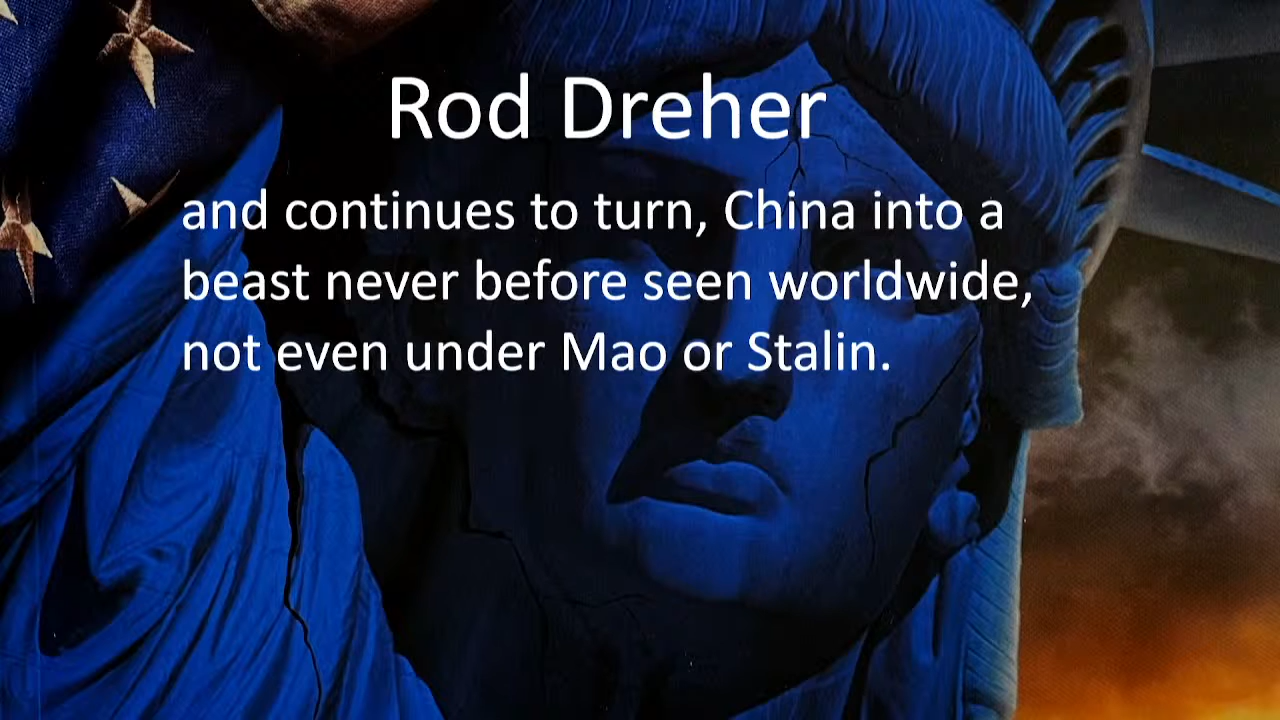 Rod Dreher
and continues to turn, China into a
beast never before seen worldwide,
not even under Mao or Stalin.